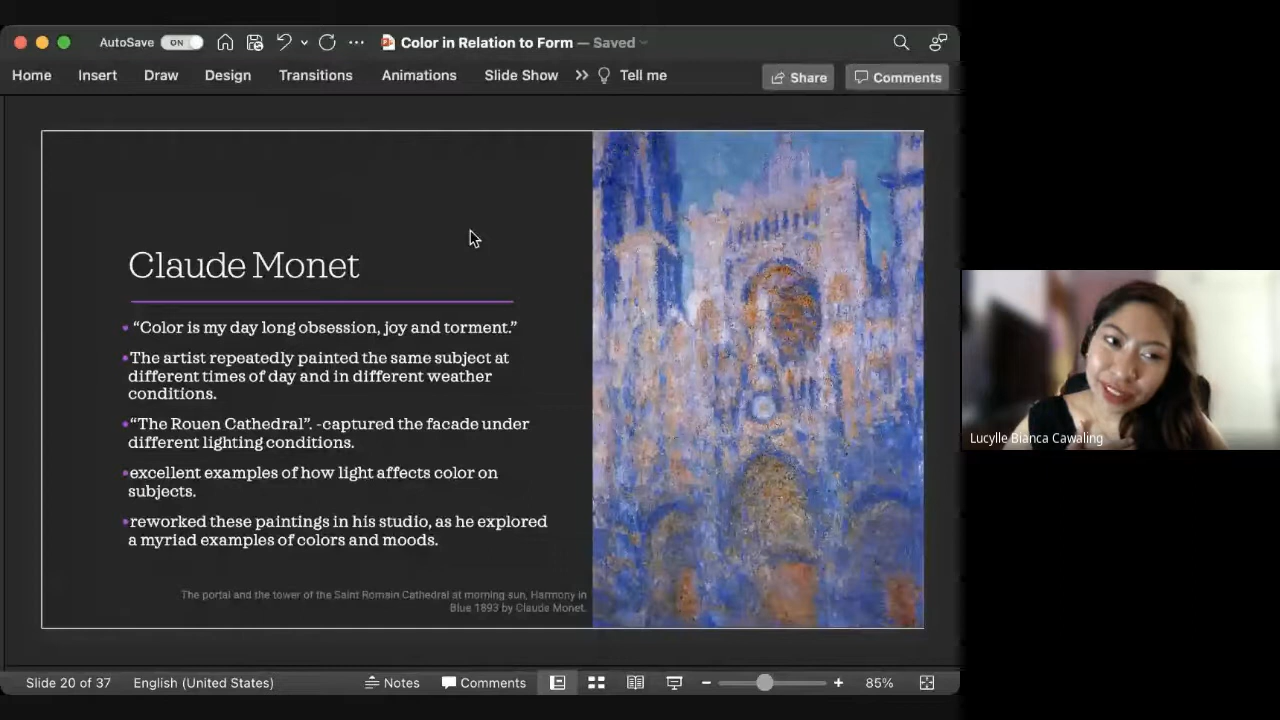 AutoSave ON Color in Relation to Form — Saved
Home Insert Draw Design Transitions Animations Slide Show Tell me Share Comments
Claude Monet
• “Color is my day long obsession, joy and torment.”
•The artist repeatedly painted the same subject at
different times of day and in different weather
conditions.
•“The Rouen Cathedral”. -captured the facade under
different lighting conditions.
•excellent examples of how light affects color on
subjects.
•reworked these paintings in his studio, as he explored
a myriad examples of colors and moods.
The portal and the tower of the Saint Romain Cathedral at morning sun, Harmony in
Blue 1893 by Claude Monet.
Lucylle Bianca Cawaling
Slide 20 of 37 English (United States) Notes Comments 85%